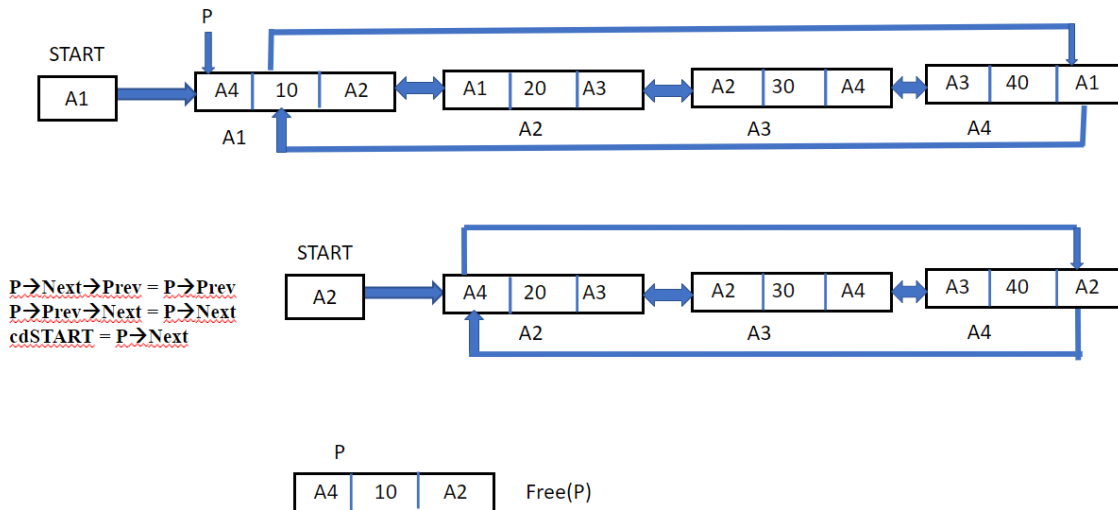 P
START
A1
A4 10 A2
A1 20 A3
A2 30 A4
A3 40 A1
A1
A2
A3
A4
START
A2
A4 20 A3
A2 30 A4
A3 40 A2
A2
A3
A4
P→Next→Prev = P→Prev
P→Prev→Next = P→Next
cdSTART = P→Next
P
A4 10 A2
Free(P)